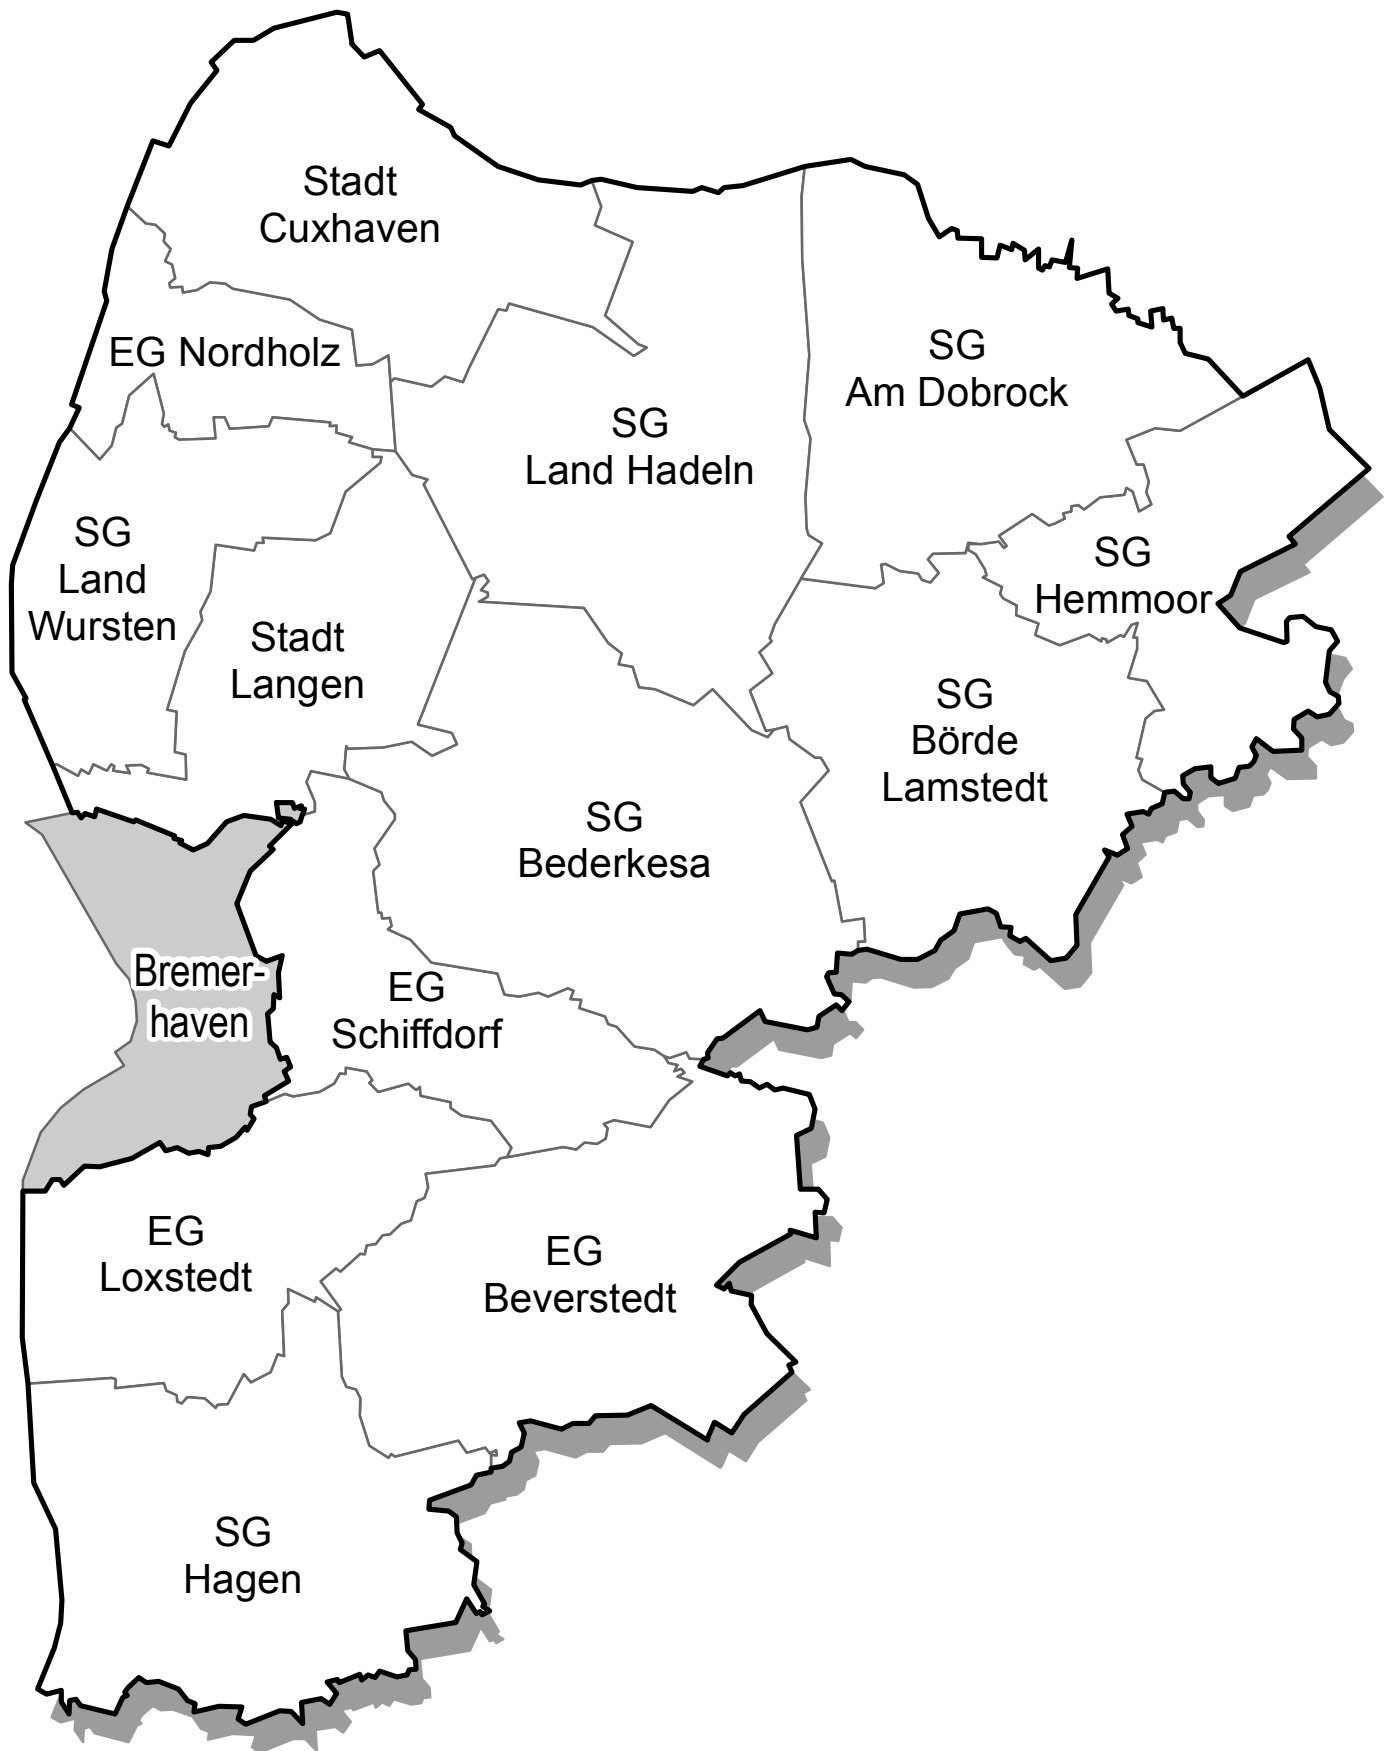 Stadt
Cuxhaven
EG Nordholz
SG
Am Dobrock
SG
Land Hadeln
SG
Land
Wursten
SG
Hemmoor
Stadt
Langen
SG
Börde
Lamstedt
SG
Bederkesa
Bremer-
haven
EG
Schiffdorf
EG
Loxstedt
EG
Beverstedt
SG
Hagen